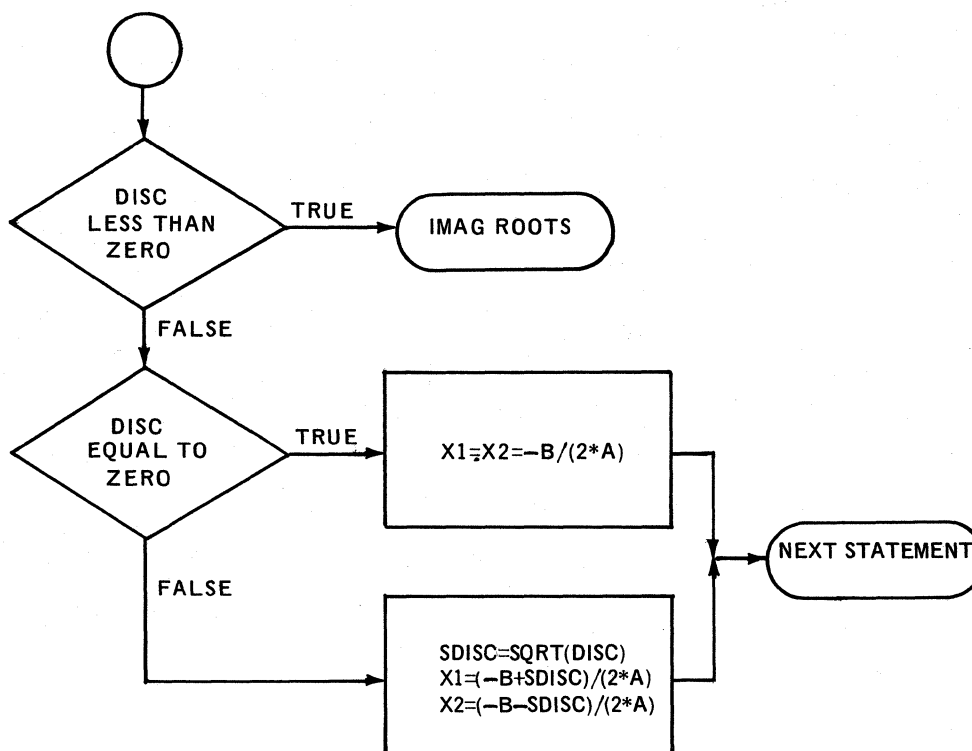 DISC
LESS THAN
ZERO
TRUE
IMAG ROOTS
FALSE
DISC
EQUAL TO
ZERO
TRUE
X1=X2=-B/(2*A)
NEXT STATEMENT
FALSE
SDISC=SQRT(DISC)
X1=(-B+SDISC)/(2*A)
X2=(-B-SDISC)/(2*A)